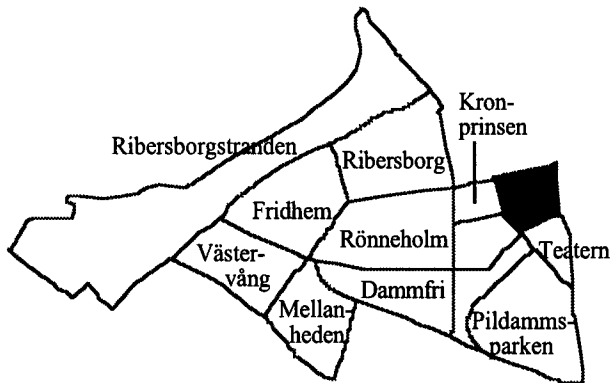 Kron-
prinsen
Ribersborgstranden
Ribersborg
Fridhem
Rönneholm
Väster-
vång
Teatern
Dammfri
Mellan-
heden
Pildamms-
parken